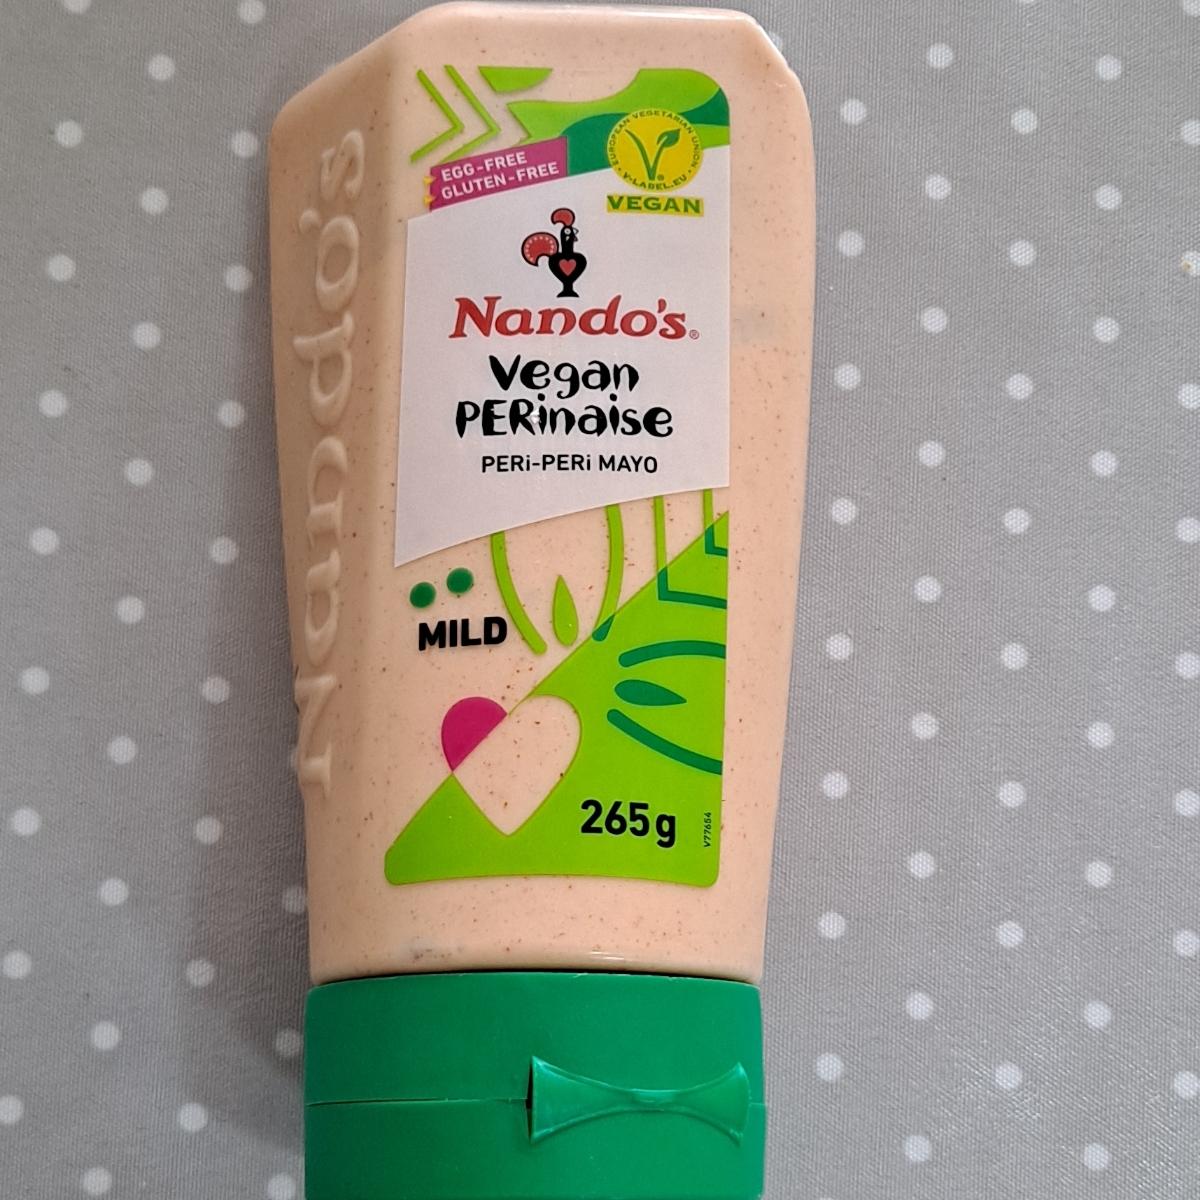 EGG-FREE
GLUTEN-FREE
EUROPEAN VEGETARIAN UNION
V-LABEL.EU
VEGAN
Nando's®
Vegan
PERinaise
PERi-PERi MAYO
MILD
265g
V77654
Nando's